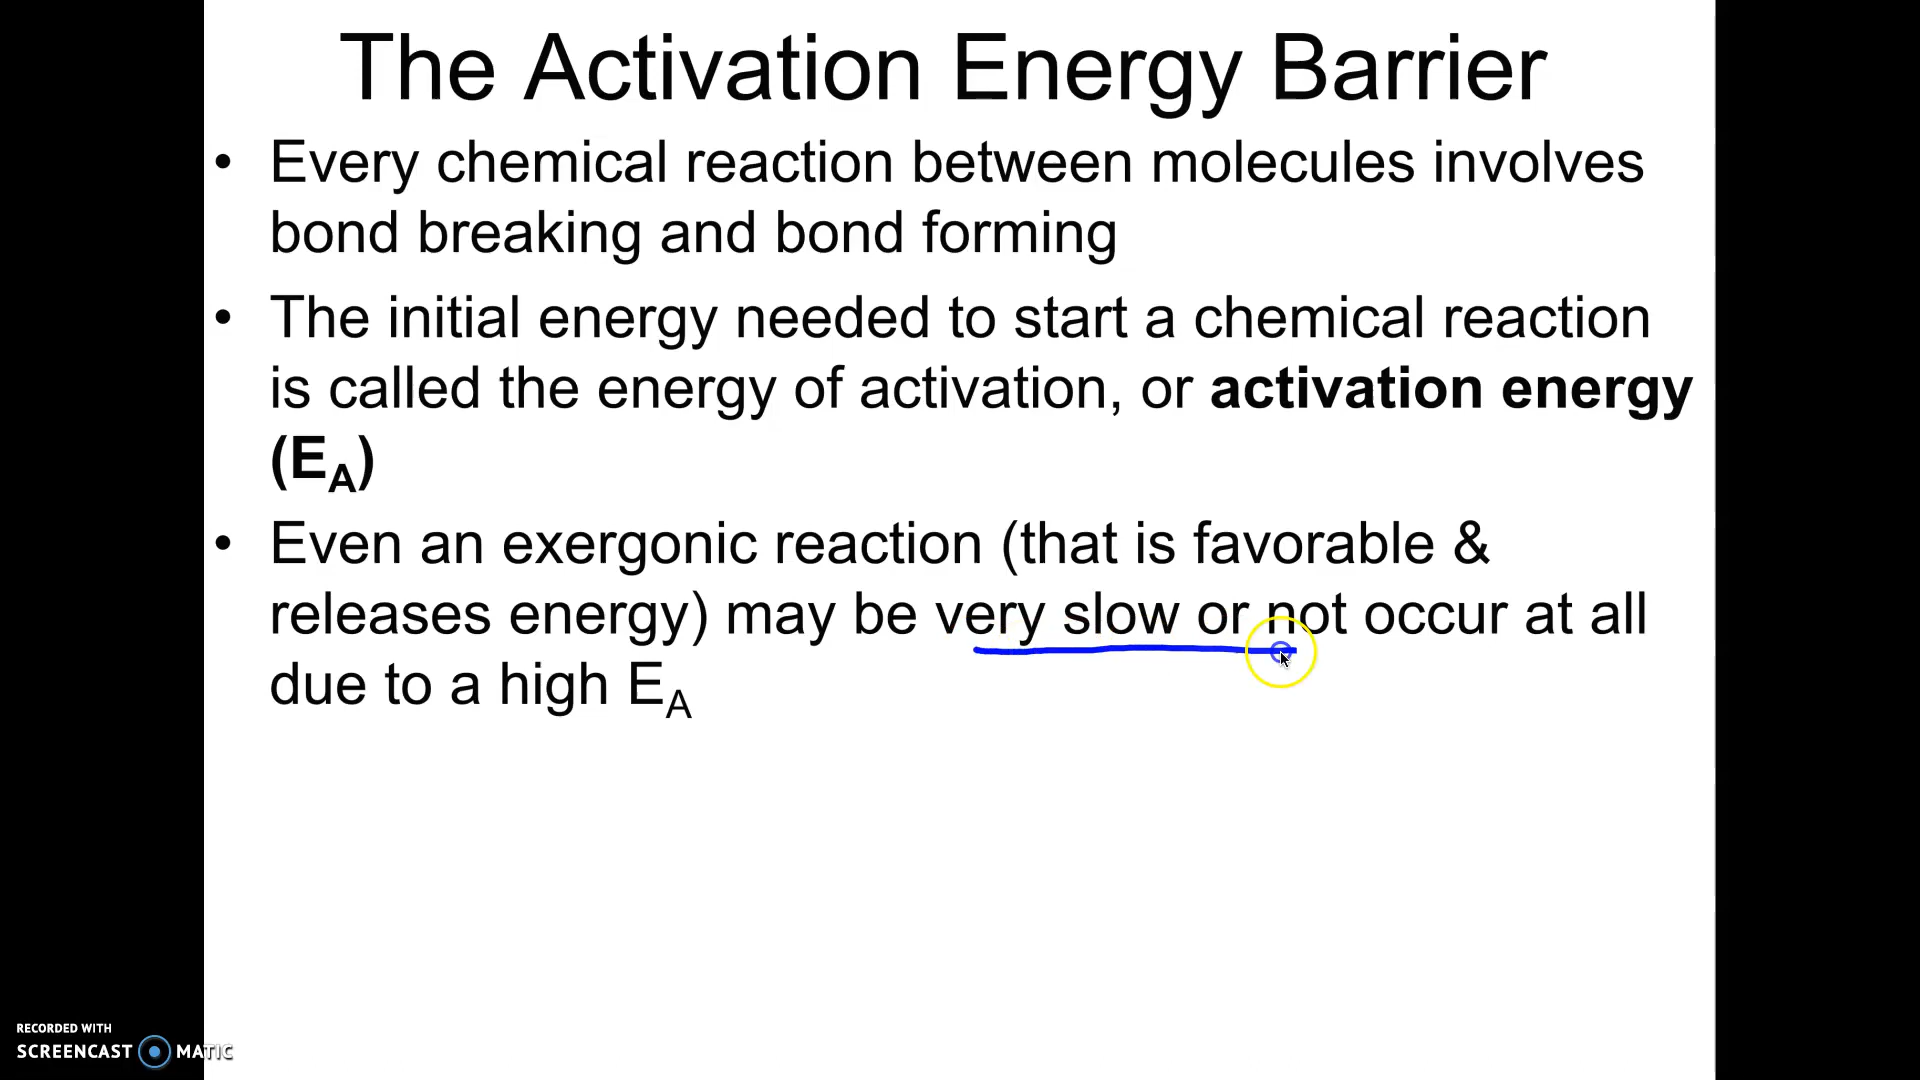 The Activation Energy Barrier
• Every chemical reaction between molecules involves
bond breaking and bond forming
• The initial energy needed to start a chemical reaction
is called the energy of activation, or activation energy
(EA)
• Even an exergonic reaction (that is favorable &
releases energy) may be very slow or not occur at all
due to a high EA
RECORDED WITH
SCREENCAST MATIC